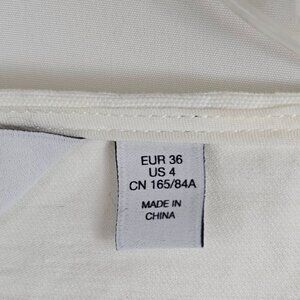 EUR 36
US 4
CN 165/84A
MADE IN
CHINA